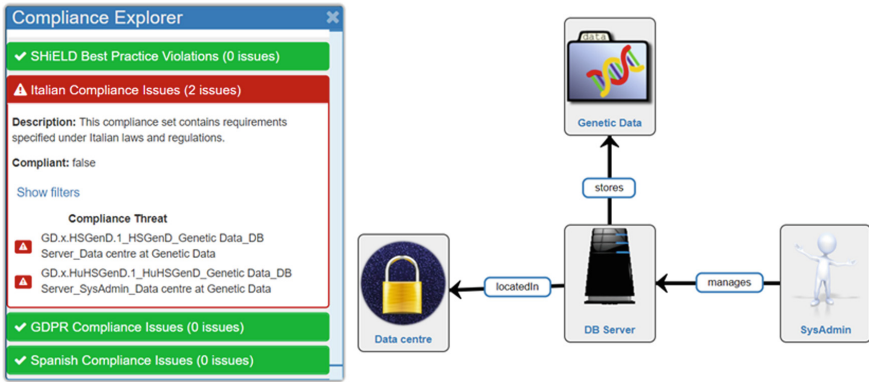 Compliance Explorer
SHiELD Best Practice Violations (0 issues)
Italian Compliance Issues (2 issues)
Description: This compliance set contains requirements
specified under Italian laws and regulations.
Compliant: false
Show filters
Compliance Threat
GD.x.HSGenD.1_HSGenD_Genetic Data_DB
Server_Data centre at Genetic Data
GD.x.HuHSGenD.1_HuHSGenD_Genetic Data_DB
Server_SysAdmin_Data centre at Genetic Data
GDPR Compliance Issues (0 issues)
Spanish Compliance Issues (0 issues)
data
Genetic Data
stores
Data centre
locatedIn
DB Server
manages
SysAdmin